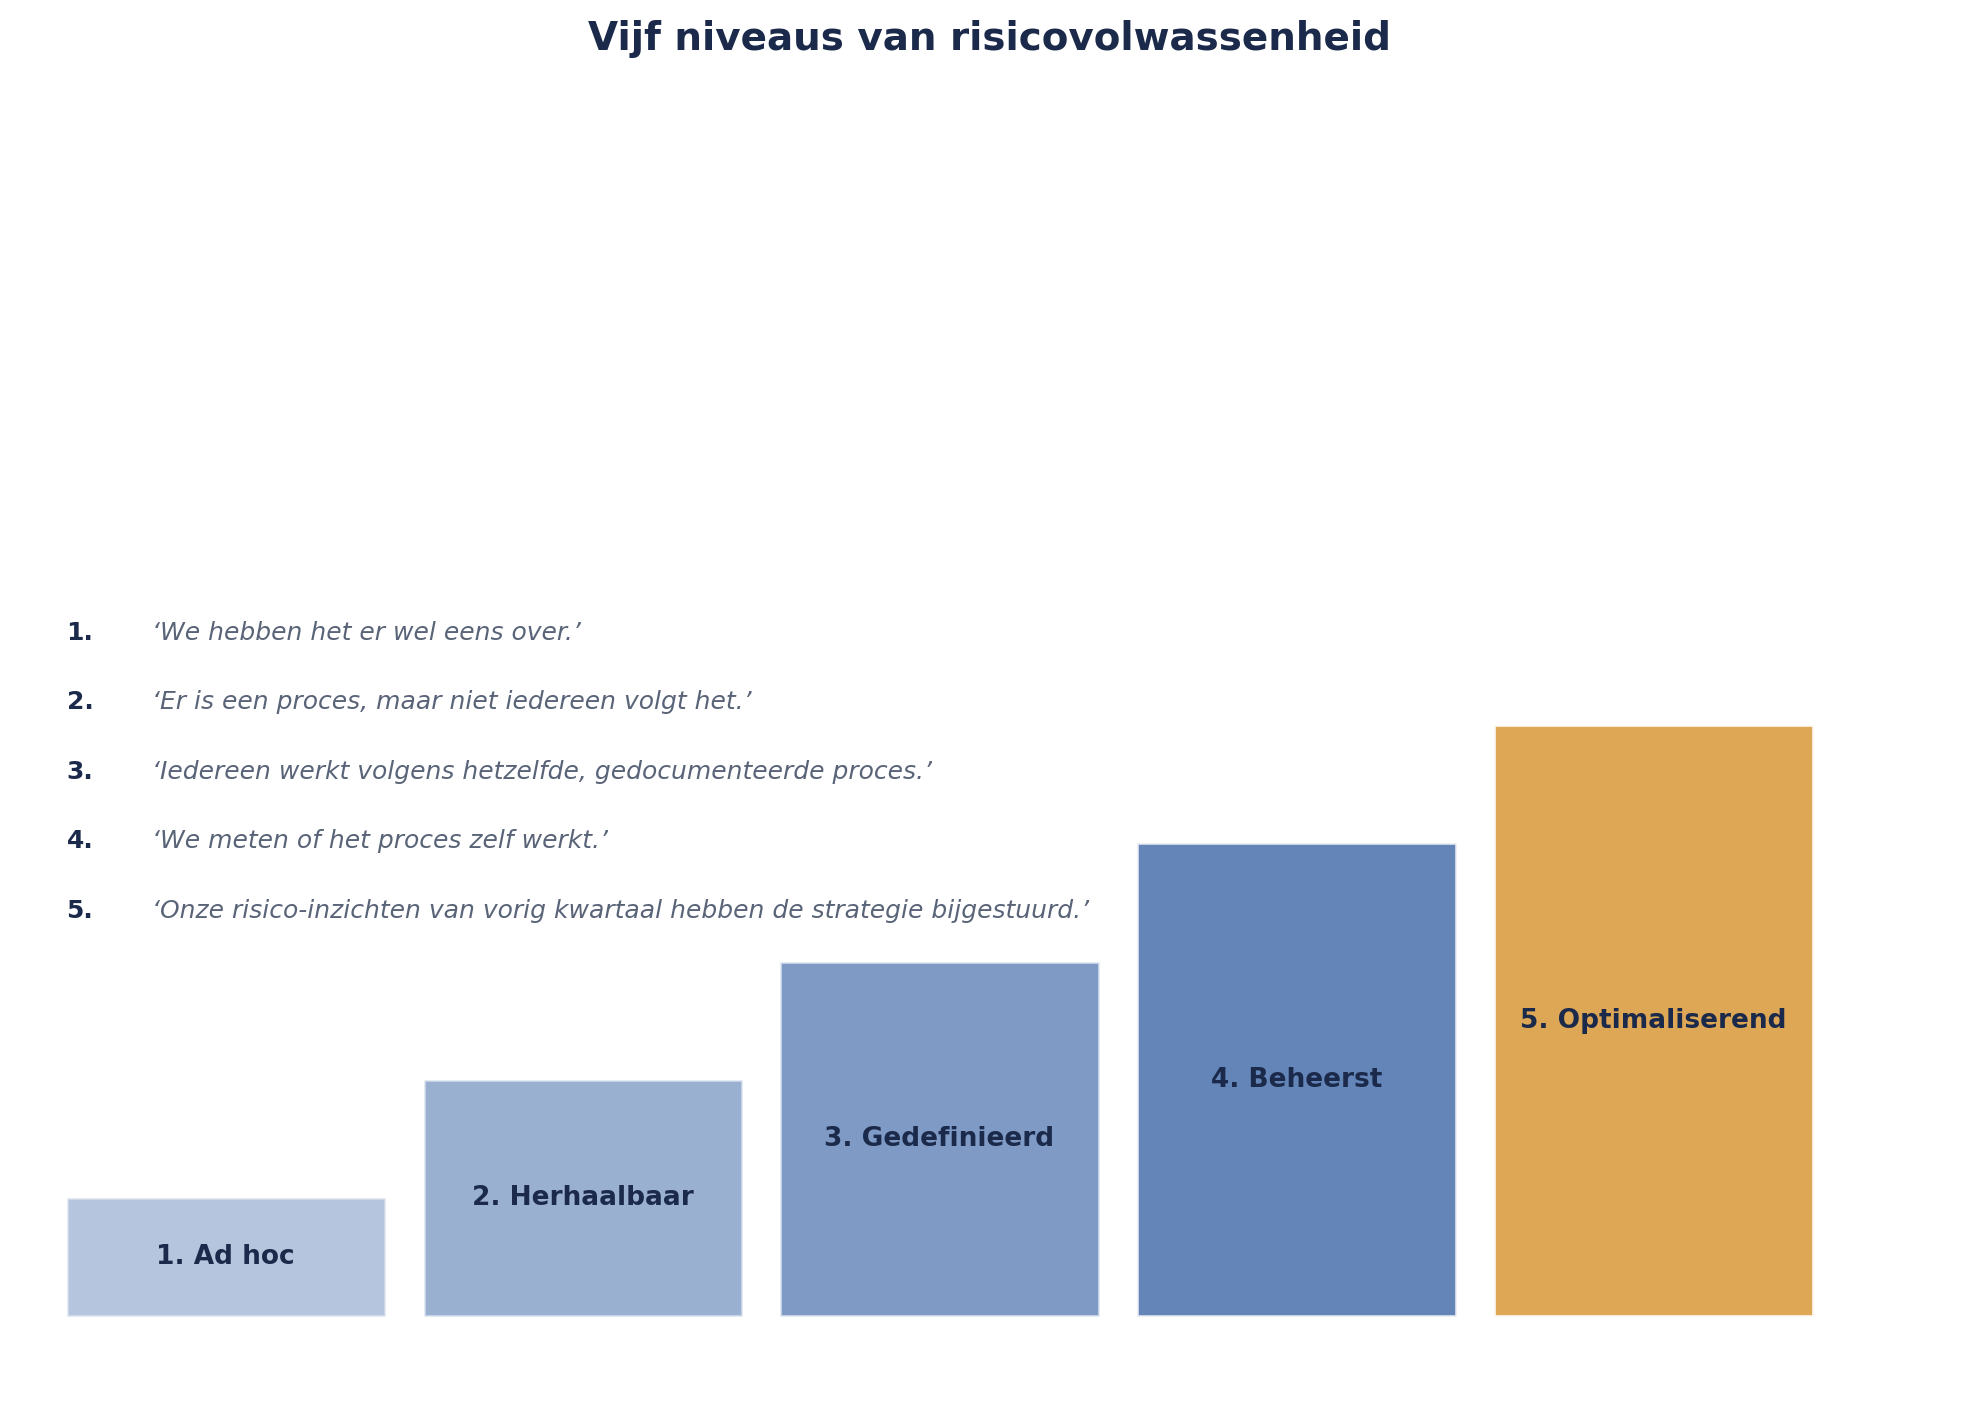 Vijf niveaus van risicovolwassenheid
1. ‘We hebben het er wel eens over.’
2. ‘Er is een proces, maar niet iedereen volgt het.’
3. ‘Iedereen werkt volgens hetzelfde, gedocumenteerde proces.’
4. ‘We meten of het proces zelf werkt.’
5. ‘Onze risico-inzichten van vorig kwartaal hebben de strategie bijgestuurd.’
1. Ad hoc
2. Herhaalbaar
3. Gedefinieerd
4. Beheerst
5. Optimaliserend